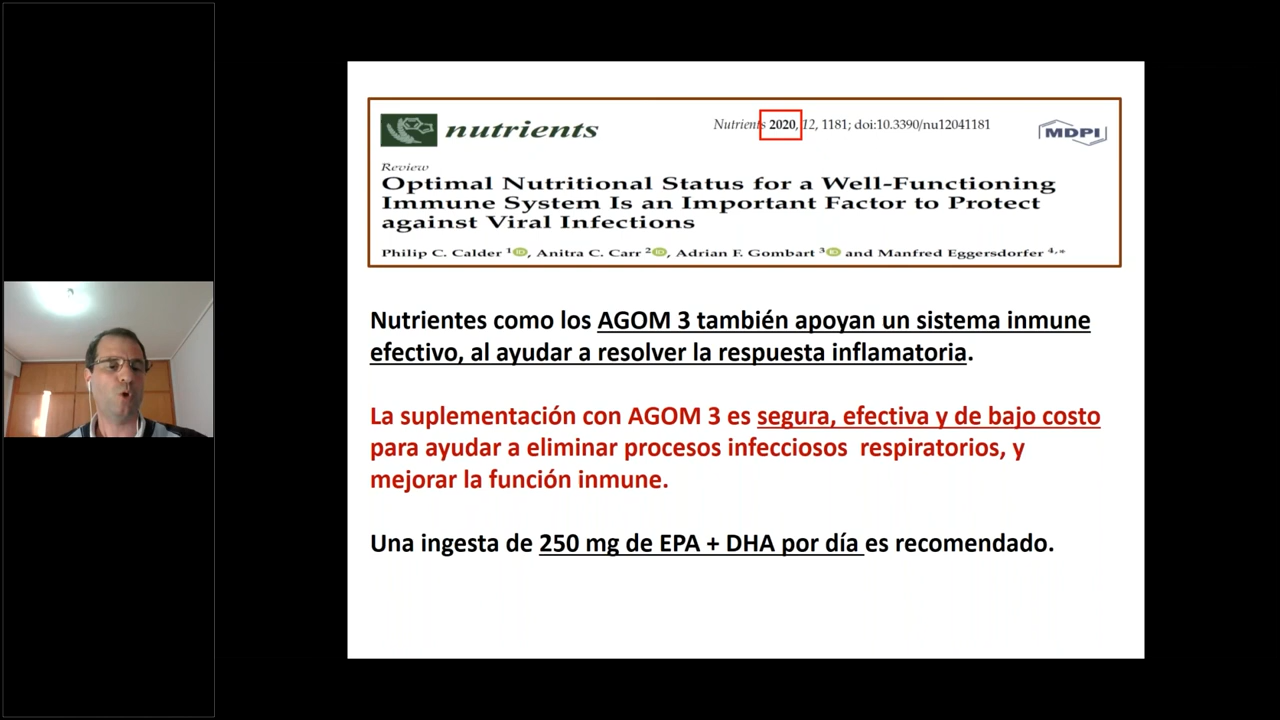 nutrients
Nutrients 2020, 12, 1181; doi:10.3390/nu12041181
MDPI
Review
Optimal Nutritional Status for a Well-Functioning
Immune System Is an Important Factor to Protect
against Viral Infections
Philip C. Calder 1 iD, Anitra C. Carr 2 iD, Adrian F. Gombart 3 iD and Manfred Eggersdorfer 4,*
Nutrientes como los AGOM 3 también apoyan un sistema inmune
efectivo, al ayudar a resolver la respuesta inflamatoria.
La suplementación con AGOM 3 es segura, efectiva y de bajo costo
para ayudar a eliminar procesos infecciosos respiratorios, y
mejorar la función inmune.
Una ingesta de 250 mg de EPA + DHA por día es recomendado.